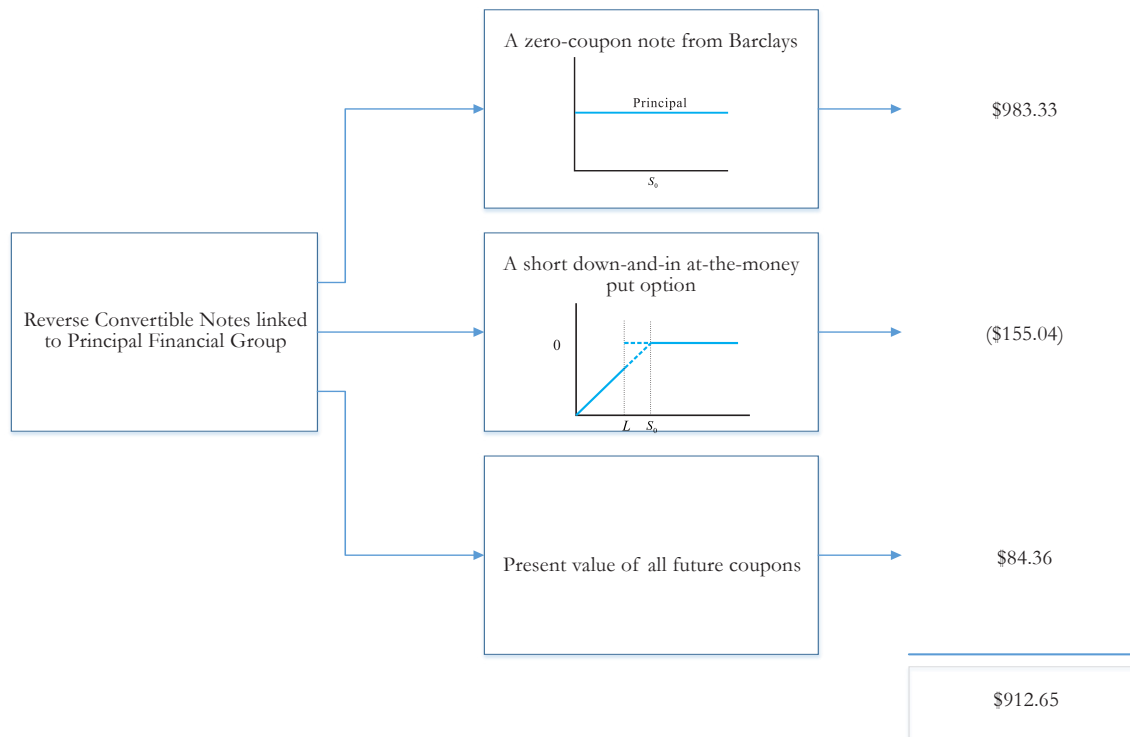 A zero-coupon note from Barclays
Principal
S₀
$983.33
Reverse Convertible Notes linked
to Principal Financial Group
A short down-and-in at-the-money
put option
0
L S₀
($155.04)
Present value of all future coupons
$84.36
$912.65